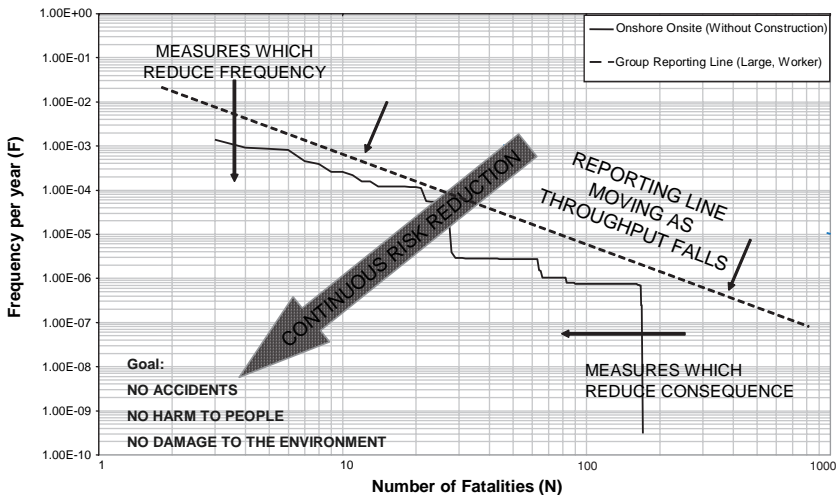 1.00E+00
1.00E-01
1.00E-02
1.00E-03
1.00E-04
1.00E-05
1.00E-06
1.00E-07
1.00E-08
1.00E-09
1.00E-10
Frequency per year (F)
Onshore Onsite (Without Construction)
Group Reporting Line (Large, Worker)
MEASURES WHICH
REDUCE FREQUENCY
CONTINUOUS RISK REDUCTION
REPORTING LINE
MOVING AS
THROUGHPUT FALLS
MEASURES WHICH
REDUCE CONSEQUENCE
Goal:
NO ACCIDENTS
NO HARM TO PEOPLE
NO DAMAGE TO THE ENVIRONMENT
1 10 100 1000
Number of Fatalities (N)